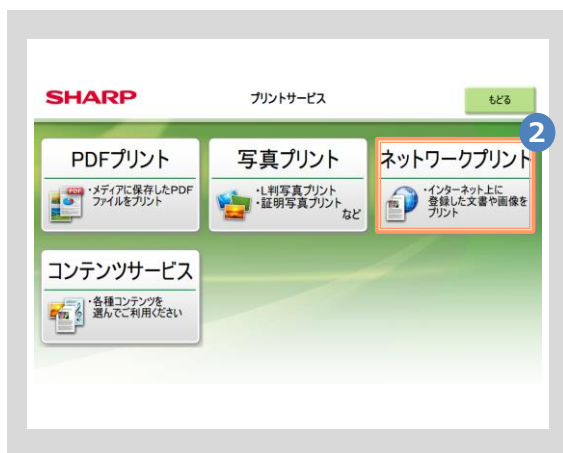 SHARP
プリントサービス
もどる
2
PDFプリント
・メディアに保存したPDF
ファイルをプリント
写真プリント
・L判写真プリント
・証明写真プリント
など
ネットワークプリント
・インターネット上に
登録した文書や画像を
プリント
コンテンツサービス
・各種コンテンツを
選んでご利用ください